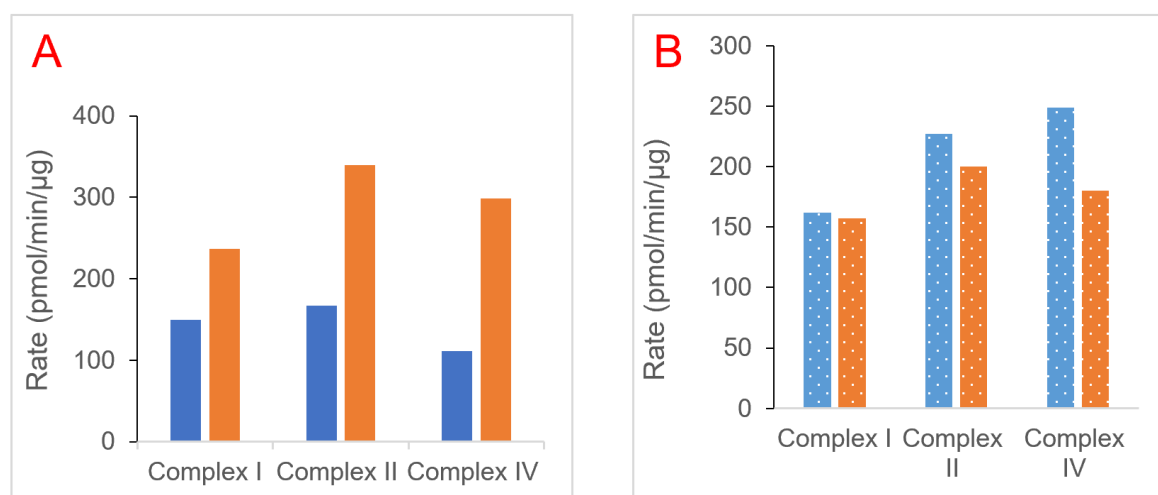 A
Rate (pmol/min/µg)
400
300
200
100
0
Complex I
Complex II
Complex IV
B
Rate (pmol/min/µg)
300
250
200
150
100
50
0
Complex I
Complex
II
Complex
IV